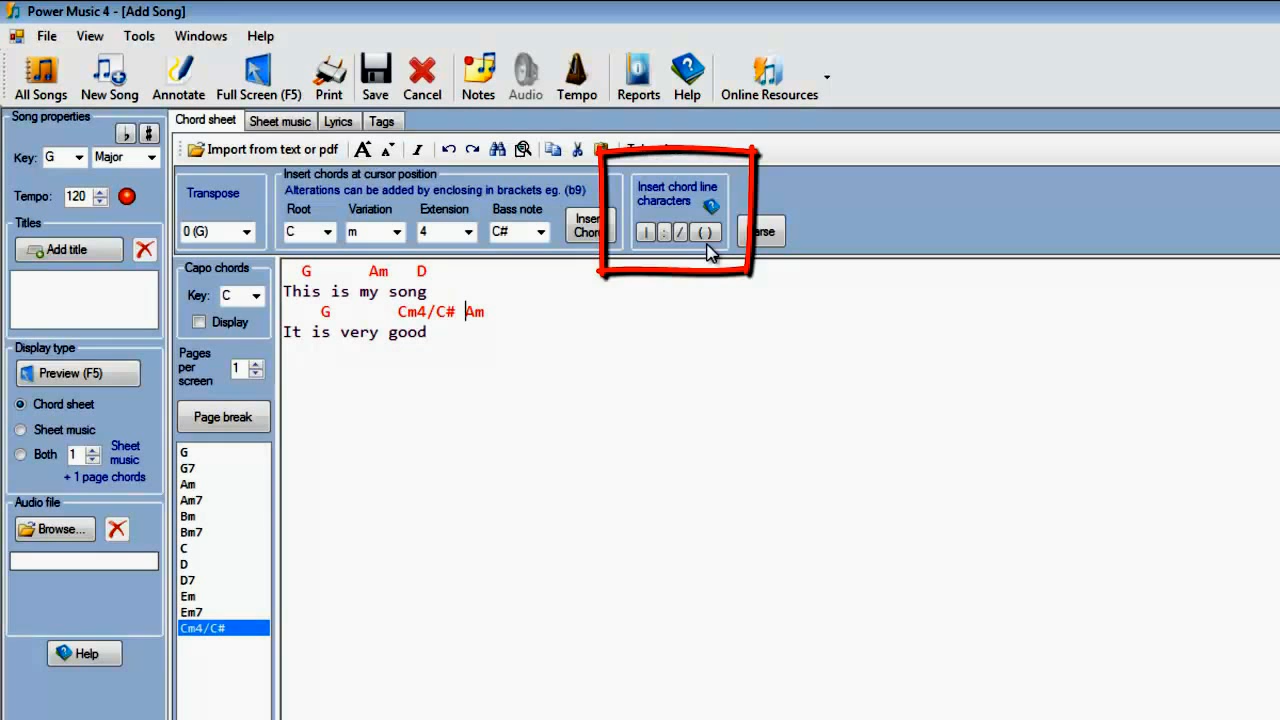 Power Music 4 - [Add Song]
File View Tools Windows Help
All Songs New Song Annotate Full Screen (F5) Print Save Cancel Notes Audio Tempo Reports Help Online Resources
Song properties
Key: G Major
Tempo: 120
Titles
Add title
Display type
Preview (F5)
Chord sheet
Sheet music
Both 1 Sheet music
+ 1 page chords
Audio file
Browse...
Help
Chord sheet Sheet music Lyrics Tags
Import from text or pdf A A I
Transpose
0 (G)
Insert chords at cursor position
Alterations can be added by enclosing in brackets eg. (b9)
Root Variation Extension Bass note
C m 4 C#
Insert chord line
characters
| : / ( )
Capo chords
Key: C
Display
Pages
per
screen
1
Page break
G
G7
Am
Am7
Bm
Bm7
C
D
D7
Em
Em7
Cm4/C#
G Am D
This is my song
G Cm4/C# Am
It is very good